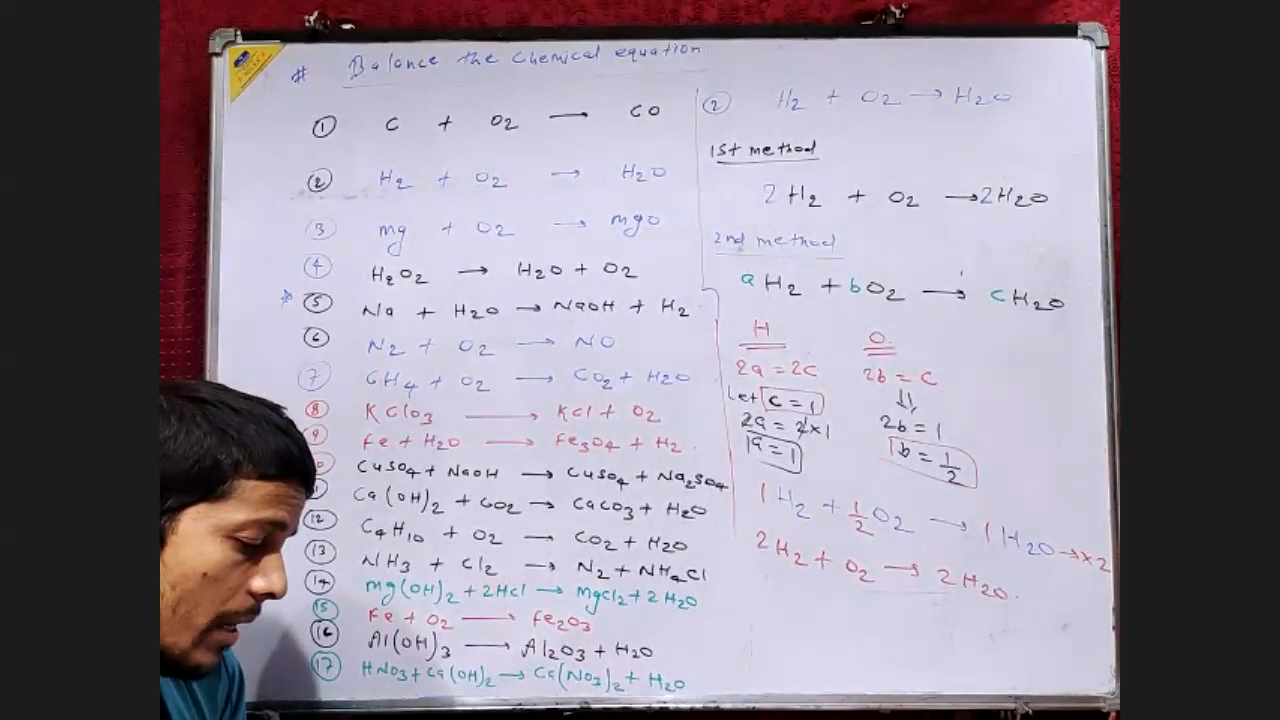 # Balance the Chemical equation
① C + O2 → CO
② H2 + O2 → H2O
③ mg + O2 → mgO
④ H2O2 → H2O + O2
⑤ Na + H2O → NaOH + H2
⑥ N2 + O2 → NO
⑦ CH4 + O2 → CO2 + H2O
⑧ KClO3 → KCl + O2
⑨ Fe + H2O → Fe3O4 + H2
CuSO4 + NaOH → CuSO4 + Na2SO4
Ca(OH)2 + CO2 → CaCO3 + H2O
⑫ C4H10 + O2 → CO2 + H2O
⑬ NH3 + Cl2 → N2 + NH4Cl
⑭ mg(OH)2 + 2HCl → mgCl2 + 2H2O
⑮ Fe + O2 → Fe2O3
⑯ Al(OH)3 → Al2O3 + H2O
⑰ HNO3 + Ca(OH)2 → Ca(NO3)2 + H2O
② H2 + O2 → H2O
1st method
2H2 + O2 → 2H2O
2nd method
aH2 + bO2 → cH2O
H
2a = 2c
let c = 1
2a = 2×1
a = 1
O
2b = c
⇓
2b = 1
b = 1/2
1H2 + 1/2 O2 → 1H2O → ×2
2H2 + O2 → 2H2O.